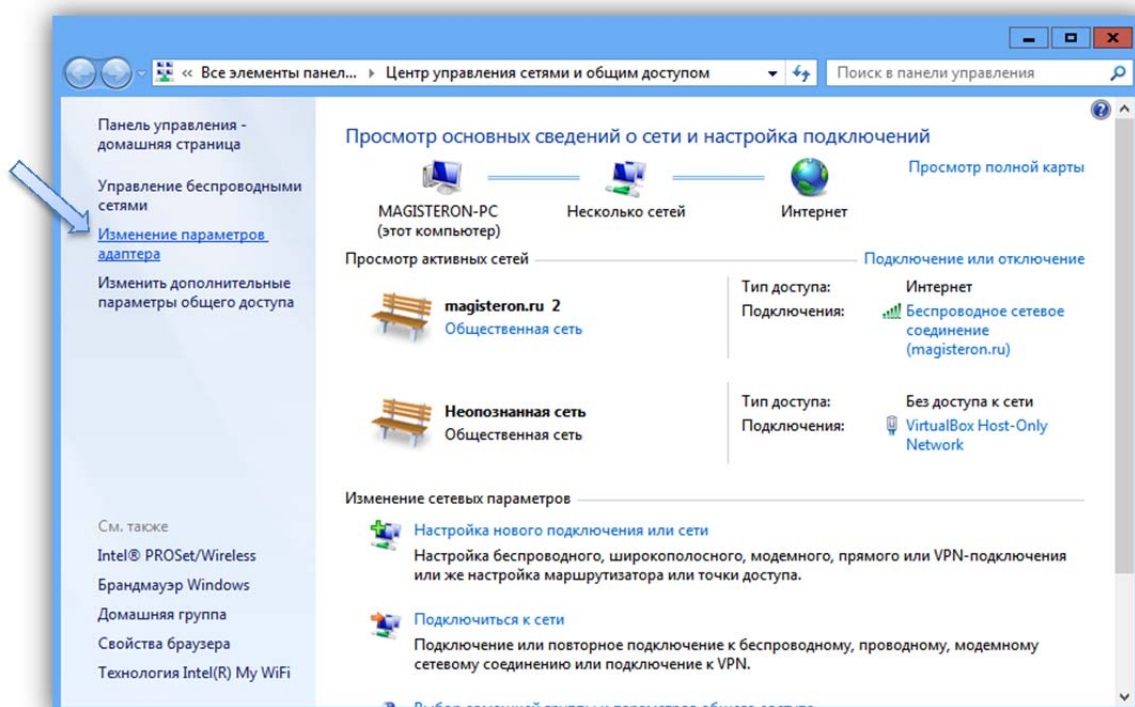 « Все элементы панел... ▸ Центр управления сетями и общим доступом
Поиск в панели управления
Панель управления -
домашняя страница
Управление беспроводными
сетями
Изменение параметров
адаптера
Изменить дополнительные
параметры общего доступа
См. также
Intel® PROSet/Wireless
Брандмауэр Windows
Домашняя группа
Свойства браузера
Технология Intel(R) My WiFi
Просмотр основных сведений о сети и настройка подключений
Просмотр полной карты
MAGISTERON-PC
(этот компьютер)
Несколько сетей
Интернет
Просмотр активных сетей
Подключение или отключение
magisteron.ru 2
Общественная сеть
Тип доступа: Интернет
Подключения: Беспроводное сетевое
соединение
(magisteron.ru)
Неопознанная сеть
Общественная сеть
Тип доступа: Без доступа к сети
Подключения: VirtualBox Host-Only
Network
Изменение сетевых параметров
Настройка нового подключения или сети
Настройка беспроводного, широкополосного, модемного, прямого или VPN-подключения
или же настройка маршрутизатора или точки доступа.
Подключиться к сети
Подключение или повторное подключение к беспроводному, проводному, модемному
сетевому соединению или подключение к VPN.